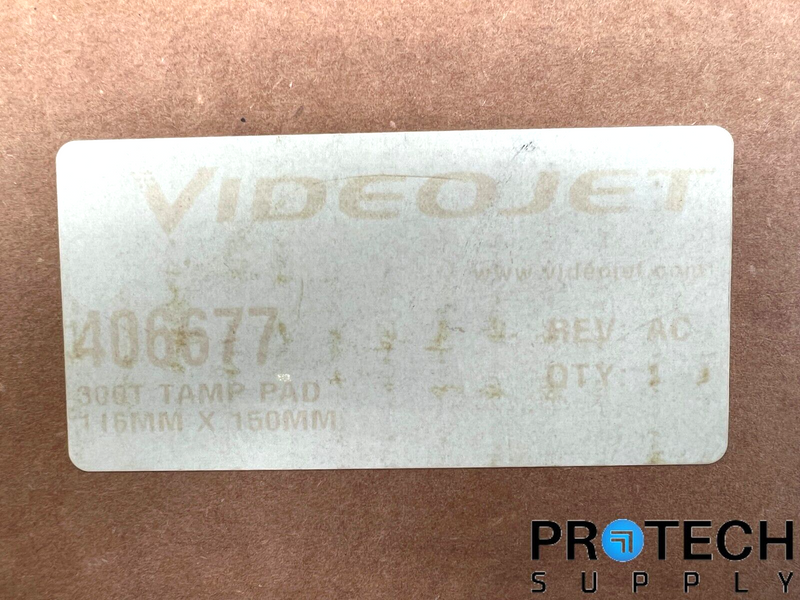 VIDEOJET
www.videojet.com
406677
REV AC
300T TAMP PAD
QTY 1
116MM X 150MM
PROTECH
SUPPLY